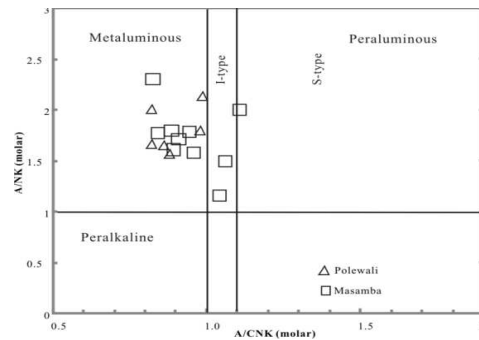 3
Metaluminous
I-type
Peraluminous
S-type
2.5
2
A/NK (molar)
1.5
1
Peralkaline
0.5
Polewali
Masamba
0
0.5
1.0
1.5
A/CNK (molar)